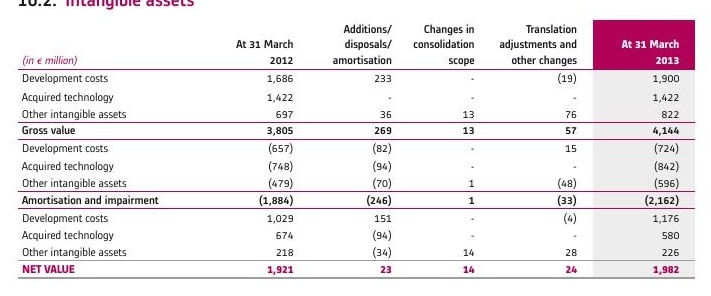 10.2. Intangible assets
(in € million) At 31 March 2012 Additions/ disposals/ amortisation Changes in consolidation scope Translation adjustments and other changes At 31 March 2013
Development costs 1,686 233 - (19) 1,900
Acquired technology 1,422 - - - 1,422
Other intangible assets 697 36 13 76 822
Gross value 3,805 269 13 57 4,144
Development costs (657) (82) - 15 (724)
Acquired technology (748) (94) - - (842)
Other intangible assets (479) (70) 1 (48) (596)
Amortisation and impairment (1,884) (246) 1 (33) (2,162)
Development costs 1,029 151 - (4) 1,176
Acquired technology 674 (94) - - 580
Other intangible assets 218 (34) 14 28 226
NET VALUE 1,921 23 14 24 1,982